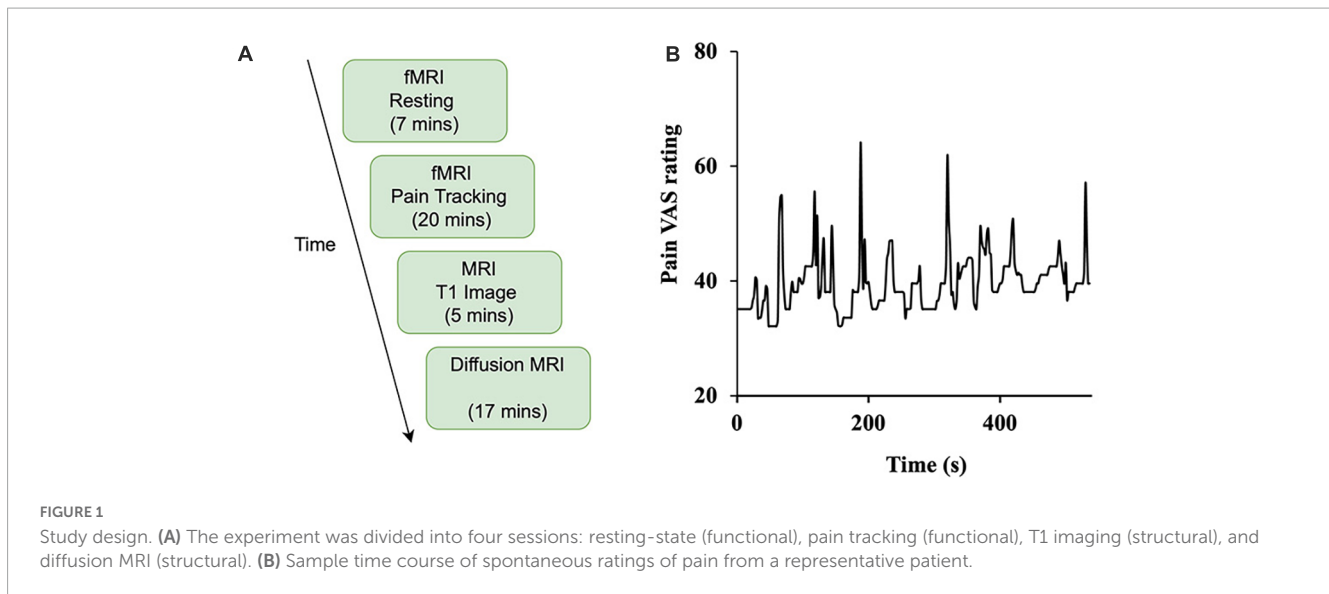 A
fMRI
Resting
(7 mins)
fMRI
Pain Tracking
(20 mins)
Time
MRI
T1 Image
(5 mins)
Diffusion MRI
(17 mins)
B
80
60
40
20
Pain VAS rating
0
200
400
Time (s)
FIGURE 1
Study design. (A) The experiment was divided into four sessions: resting-state (functional), pain tracking (functional), T1 imaging (structural), and
diffusion MRI (structural). (B) Sample time course of spontaneous ratings of pain from a representative patient.